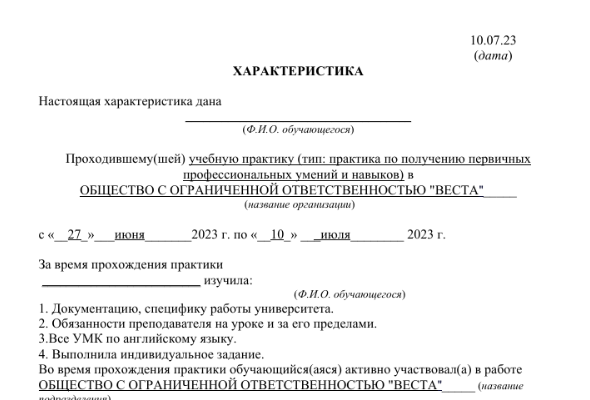 10.07.23
(дата)
ХАРАКТЕРИСТИКА
Настоящая характеристика дана
(Ф.И.О. обучающегося)
Проходившему(шей) учебную практику (тип: практика по получению первичных
профессиональных умений и навыков) в
ОБЩЕСТВО С ОГРАНИЧЕННОЙ ОТВЕТСТВЕННОСТЬЮ "ВЕСТА"_____
(название организации)
с «__27_»___июня_______2023 г. по «__10_» ___июля________ 2023 г.
За время прохождения практики
________________________ изучила:
(Ф.И.О. обучающегося)
1. Документацию, специфику работы университета.
2. Обязанности преподавателя на уроке и за его пределами.
3.Все УМК по английскому языку.
4. Выполнила индивидуальное задание.
Во время прохождения практики обучающийся(аяся) активно участвовал(а) в работе
ОБЩЕСТВО С ОГРАНИЧЕННОЙ ОТВЕТСТВЕННОСТЬЮ "ВЕСТА"_____ (название
подразделения)